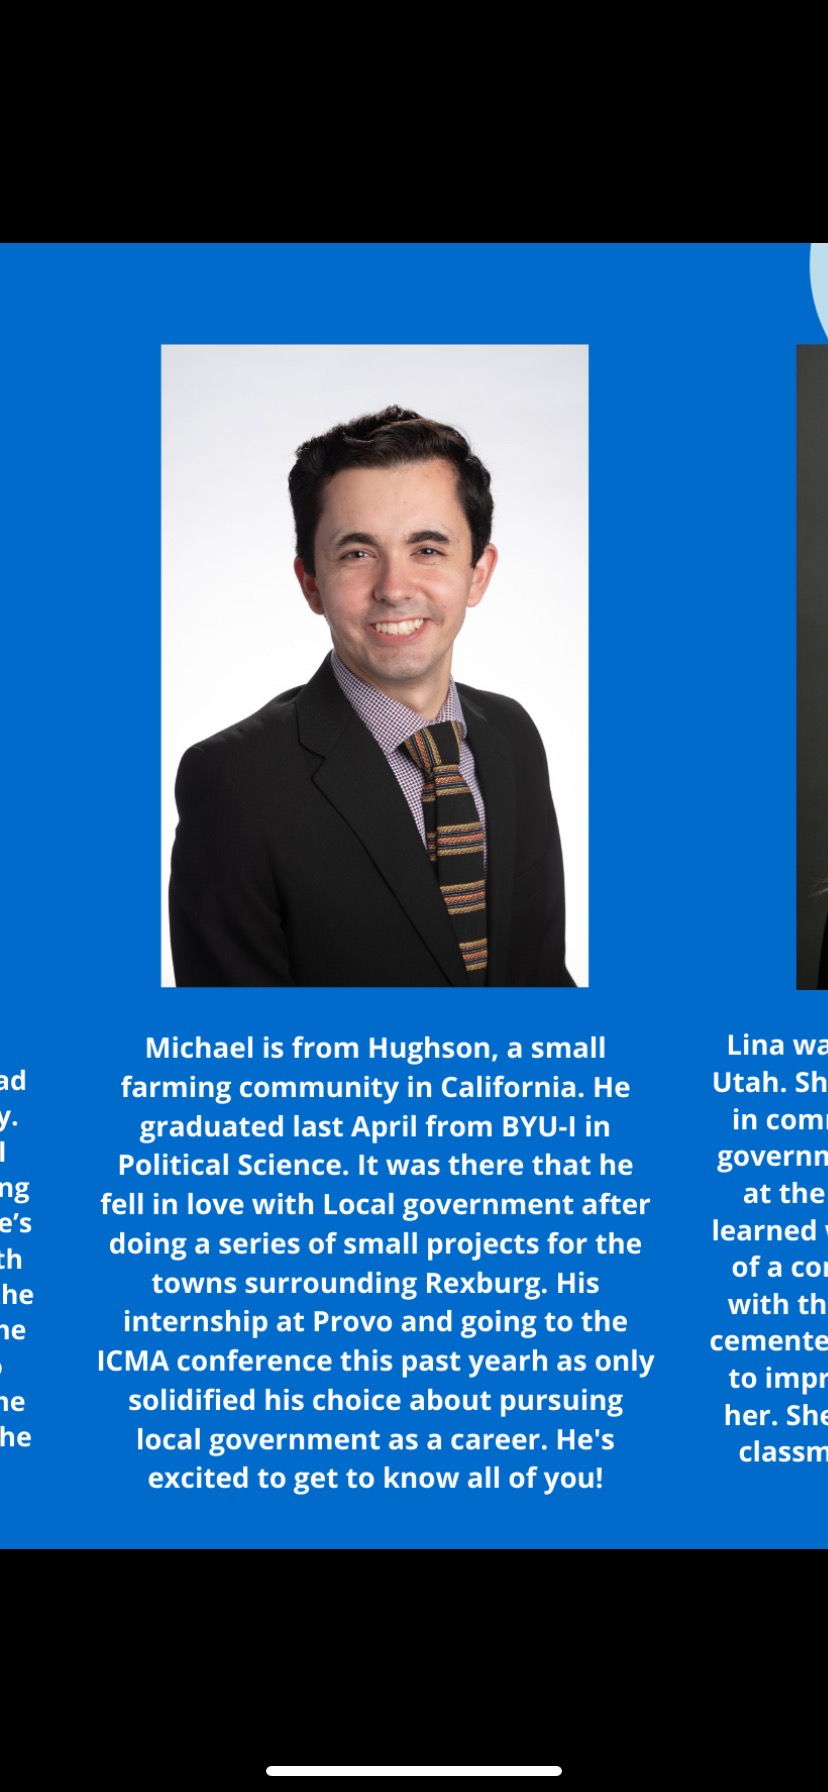 Michael is from Hughson, a small
farming community in California. He
graduated last April from BYU-I in
Political Science. It was there that he
fell in love with Local government after
doing a series of small projects for the
towns surrounding Rexburg. His
internship at Provo and going to the
ICMA conference this past yearh as only
solidified his choice about pursuing
local government as a career. He's
excited to get to know all of you!
ad
y.
l
ng
e's
th
he
ne
ne
he
Lina wa
Utah. Sh
in com
governm
at the
learned
of a co
with th
cemente
to impr
her. She
classm